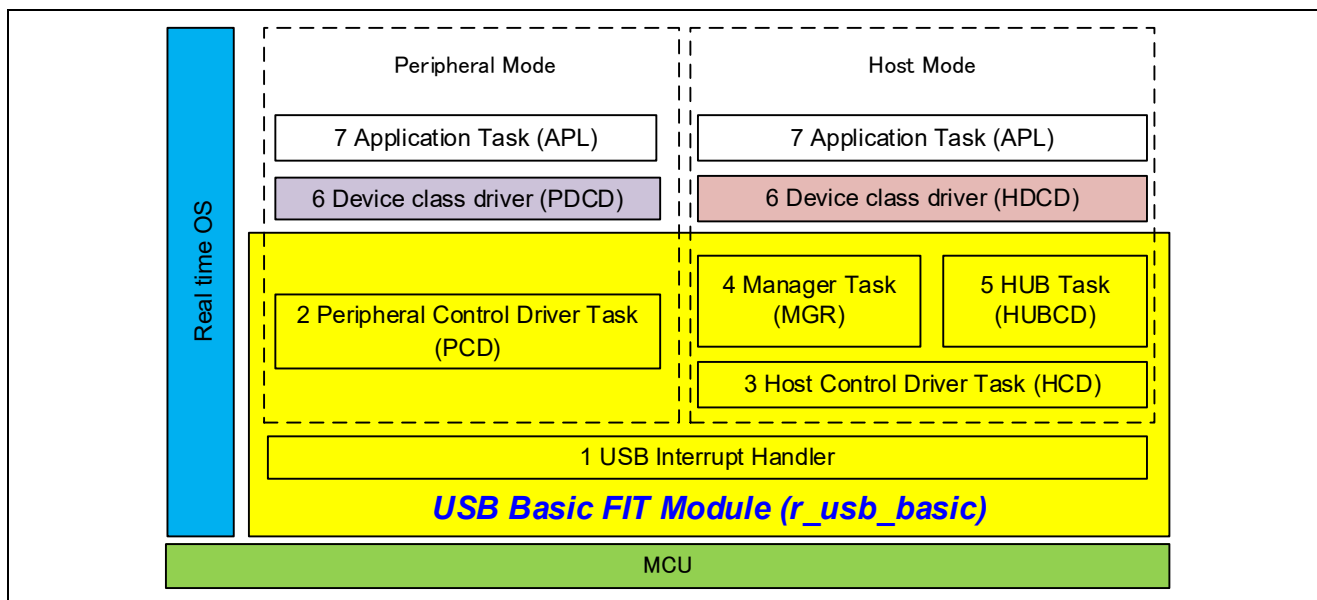 Real time OS
Peripheral Mode
Host Mode
7 Application Task (APL)
7 Application Task (APL)
6 Device class driver (PDCD)
6 Device class driver (HDCD)
2 Peripheral Control Driver Task
(PCD)
4 Manager Task
(MGR)
5 HUB Task
(HUBCD)
3 Host Control Driver Task (HCD)
1 USB Interrupt Handler
USB Basic FIT Module (r_usb_basic)
MCU